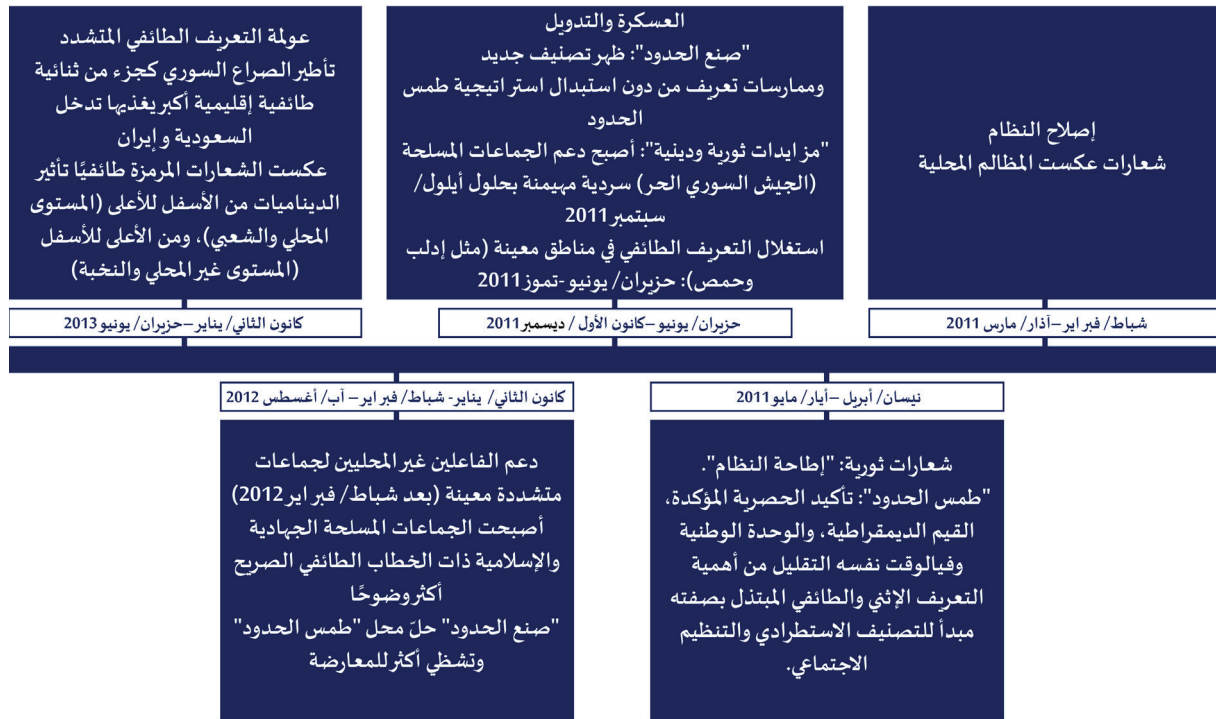 إصلاح النظام
شعارات عكست المظالم المحلية
شباط/ فبراير –آذار/ مارس 2011
شعارات ثورية: "إطاحة النظام".
"طمس الحدود": تأكيد الحصرية المؤكدة،
القيم الديمقراطية، والوحدة الوطنية
وفيالوقت نفسه التقليل من أهمية
التعريف الإثني والطائفي المبتذل بصفته
مبدأ للتصنيف الاستطرادي والتنظيم
الاجتماعي.
نيسان/ أبريل –أيار/ مايو 2011
العسكرة والتدويل
"صنع الحدود": ظهر تصنيف جديد
وممارسات تعريف من دون استبدال استراتيجية طمس
الحدود
"مزايدات ثورية ودينية": أصبح دعم الجماعات المسلحة
(الجيش السوري الحر) سردية مهيمنة بحلول أيلول/
سبتمبر 2011
استغلال التعريف الطائفي في مناطق معينة (مثل إدلب
وحمص): حزيران/ يونيو -تموز 2011
حزيران/ يونيو –كانون الأول / ديسمبر 2011
كانون الثاني/ يناير- شباط/ فبراير – آب/ أغسطس 2012
دعم الفاعلين غير المحليين لجماعات
متشددة معينة (بعد شباط/ فبراير 2012)
أصبحت الجماعات المسلحة الجهادية
والإسلامية ذات الخطاب الطائفي الصريح
أكثر وضوحًا
"صنع الحدود" حلّ محل "طمس الحدود"
وتشظي أكثر للمعارضة
عولمة التعريف الطائفي المتشدد
تأطير الصراع السوري كجزء من ثنائية
طائفية إقليمية أكبر يغذيها تدخل
السعودية وإيران
عكست الشعارات المرمزة طائفيًا تأثير
الديناميات من الأسفل للأعلى (المستوى
المحلي والشعبي)، ومن الأعلى للأسفل
(المستوى غير المحلي والنخبة)
كانون الثاني/ يناير –حزيران/ يونيو 2013